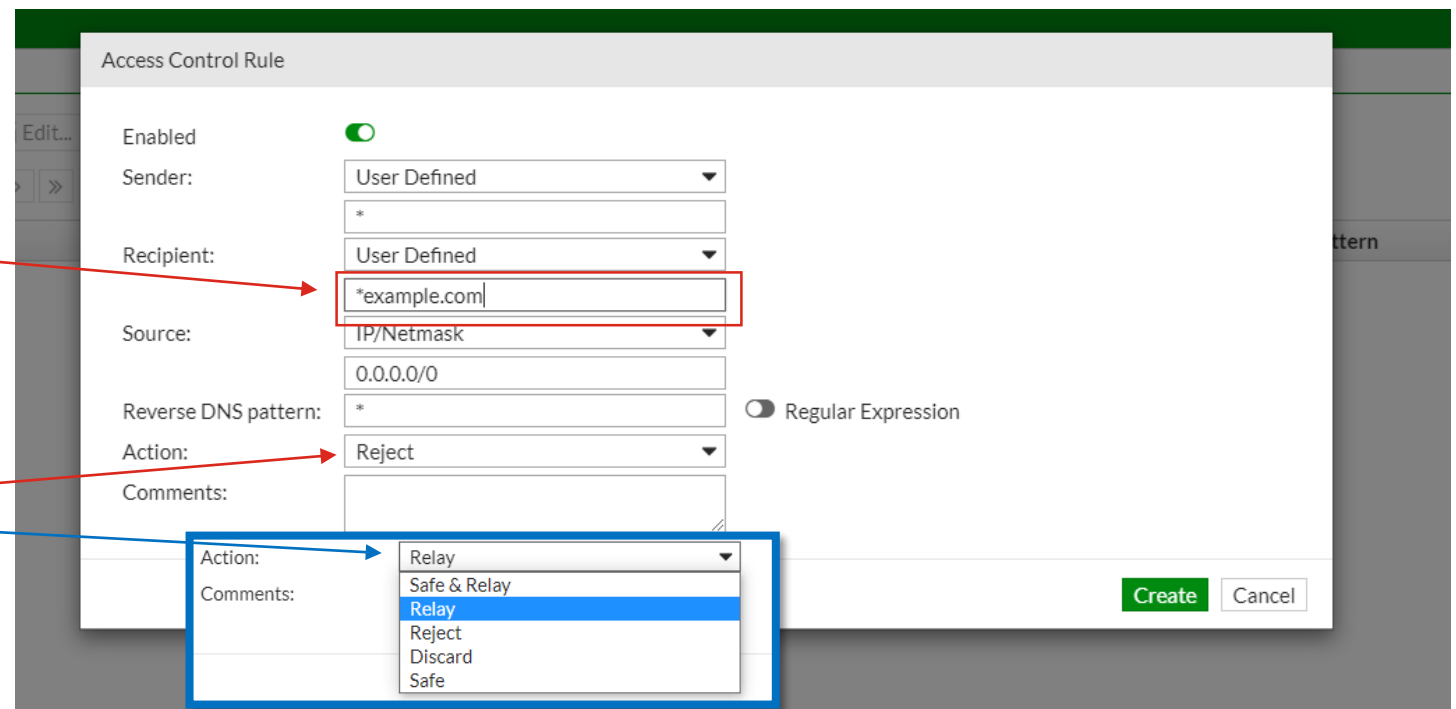 Access Control Rule
Edit...
Enabled
Sender: User Defined
*
Recipient: User Defined
ttern
*example.com
Source: IP/Netmask
0.0.0.0/0
Reverse DNS pattern: * Regular Expression
Action: Reject
Comments:
Action: Relay
Comments: Safe & Relay
Relay
Reject
Discard
Safe
Create Cancel